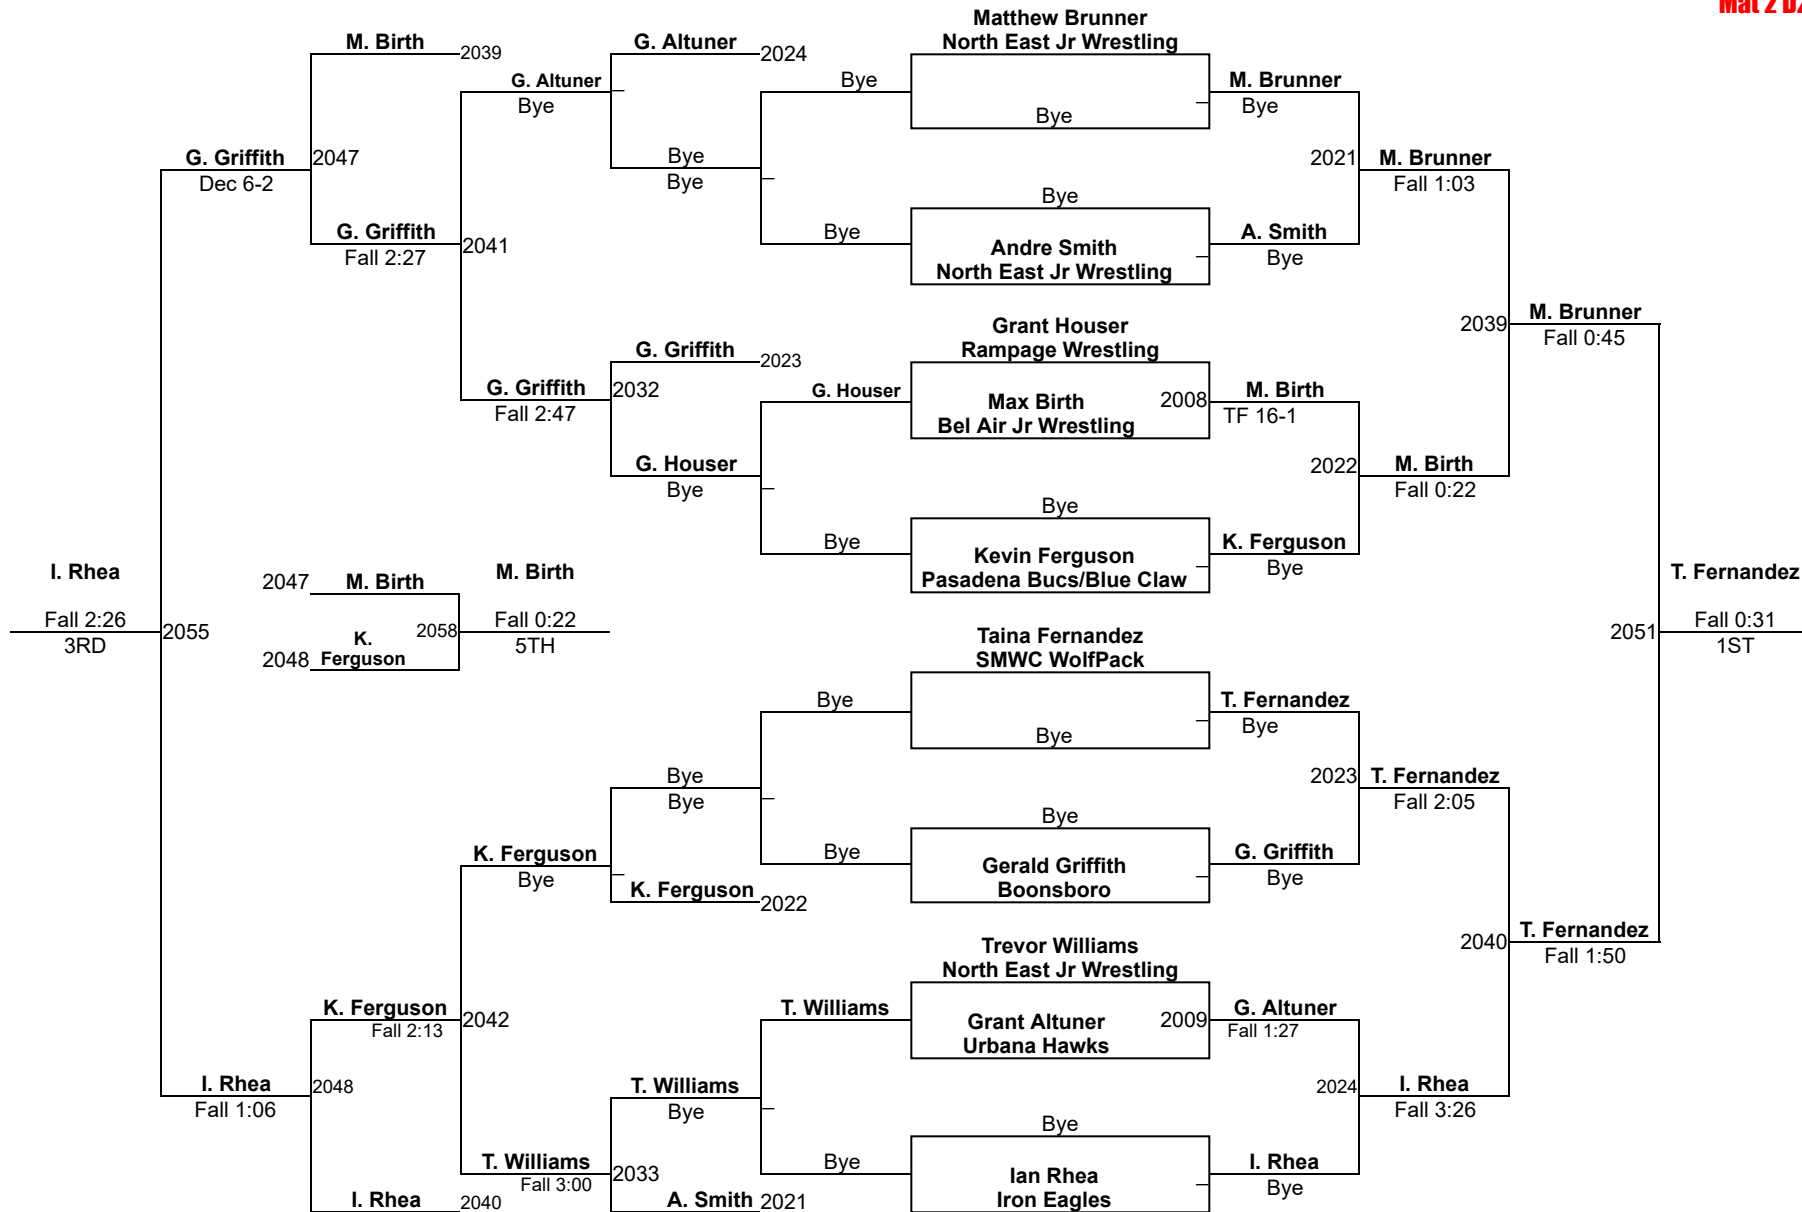 Mat 2 b2
Matthew Brunner
North East Jr Wrestling
M. Birth
2039
G. Altuner
2024
G. Altuner
Bye
Bye
Bye
M. Brunner
Bye
G. Griffith
Dec 6-2
2047
Bye
Bye
2021
M. Brunner
Fall 1:03
Bye
G. Griffith
Fall 2:27
2041
Bye
Andre Smith
North East Jr Wrestling
A. Smith
Bye
Grant Houser
Rampage Wrestling
2039
M. Brunner
Fall 0:45
G. Griffith
2023
G. Griffith
Fall 2:47
2032
G. Houser
Max Birth
Bel Air Jr Wrestling
2008
M. Birth
TF 16-1
G. Houser
Bye
2022
M. Birth
Fall 0:22
Bye
Bye
Kevin Ferguson
Pasadena Bucs/Blue Claw
K. Ferguson
Bye
I. Rhea
Fall 2:26
3RD
2055
2047
M. Birth
2048
K.
Ferguson
2058
M. Birth
Fall 0:22
5TH
T. Fernandez
2051
Fall 0:31
1ST
Taina Fernandez
SMWC WolfPack
Bye
Bye
T. Fernandez
Bye
Bye
Bye
2023
T. Fernandez
Fall 2:05
Bye
K. Ferguson
Bye
Bye
Gerald Griffith
Boonsboro
G. Griffith
Bye
K. Ferguson
2022
2040
T. Fernandez
Fall 1:50
Trevor Williams
North East Jr Wrestling
K. Ferguson
Fall 2:13
2042
T. Williams
Grant Altuner
Urbana Hawks
2009
G. Altuner
Fall 1:27
I. Rhea
Fall 1:06
2048
T. Williams
Bye
2024
I. Rhea
Fall 3:26
Bye
T. Williams
Fall 3:00
2033
Bye
Ian Rhea
Iron Eagles
I. Rhea
Bye
I. Rhea
2040
A. Smith
2021